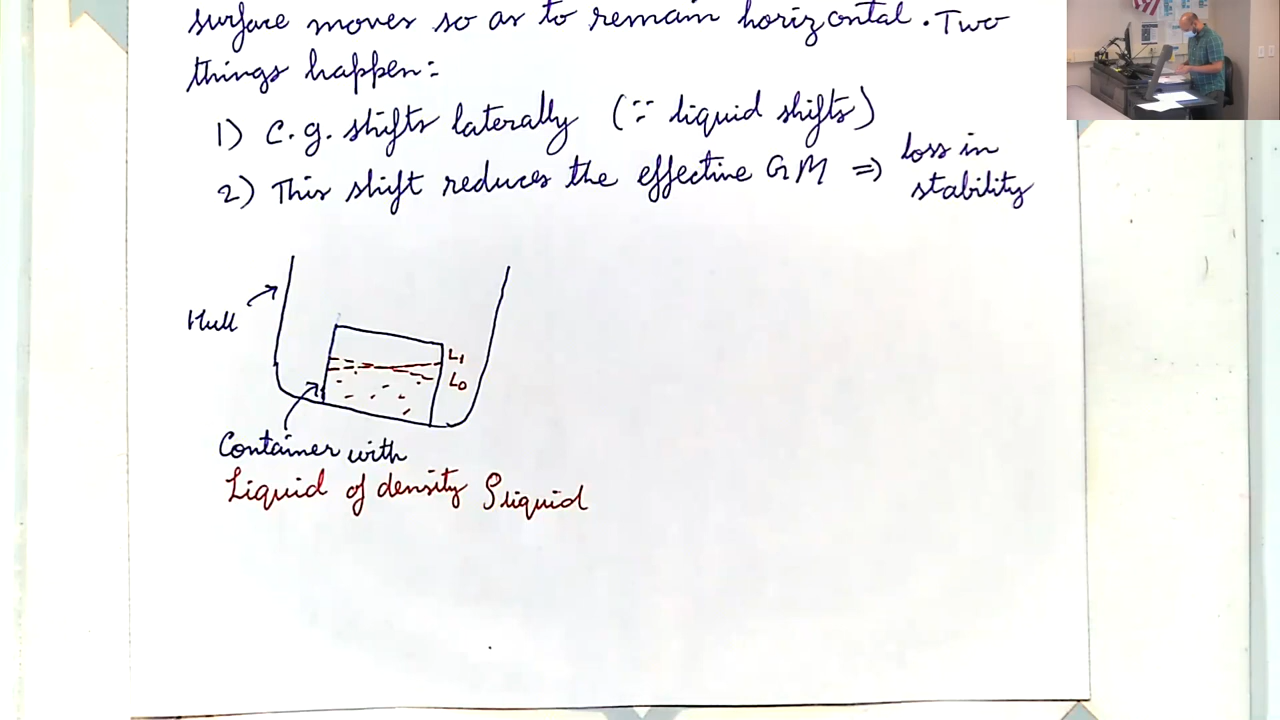 surface moves so as to remain horizontal. Two
things happen:
1) C.g. shifts laterally (∵ liquid shifts)
2) This shift reduces the effective GM ⇒ loss in
stability
Hull
L₁
L₀
Container with
Liquid of density ρliquid